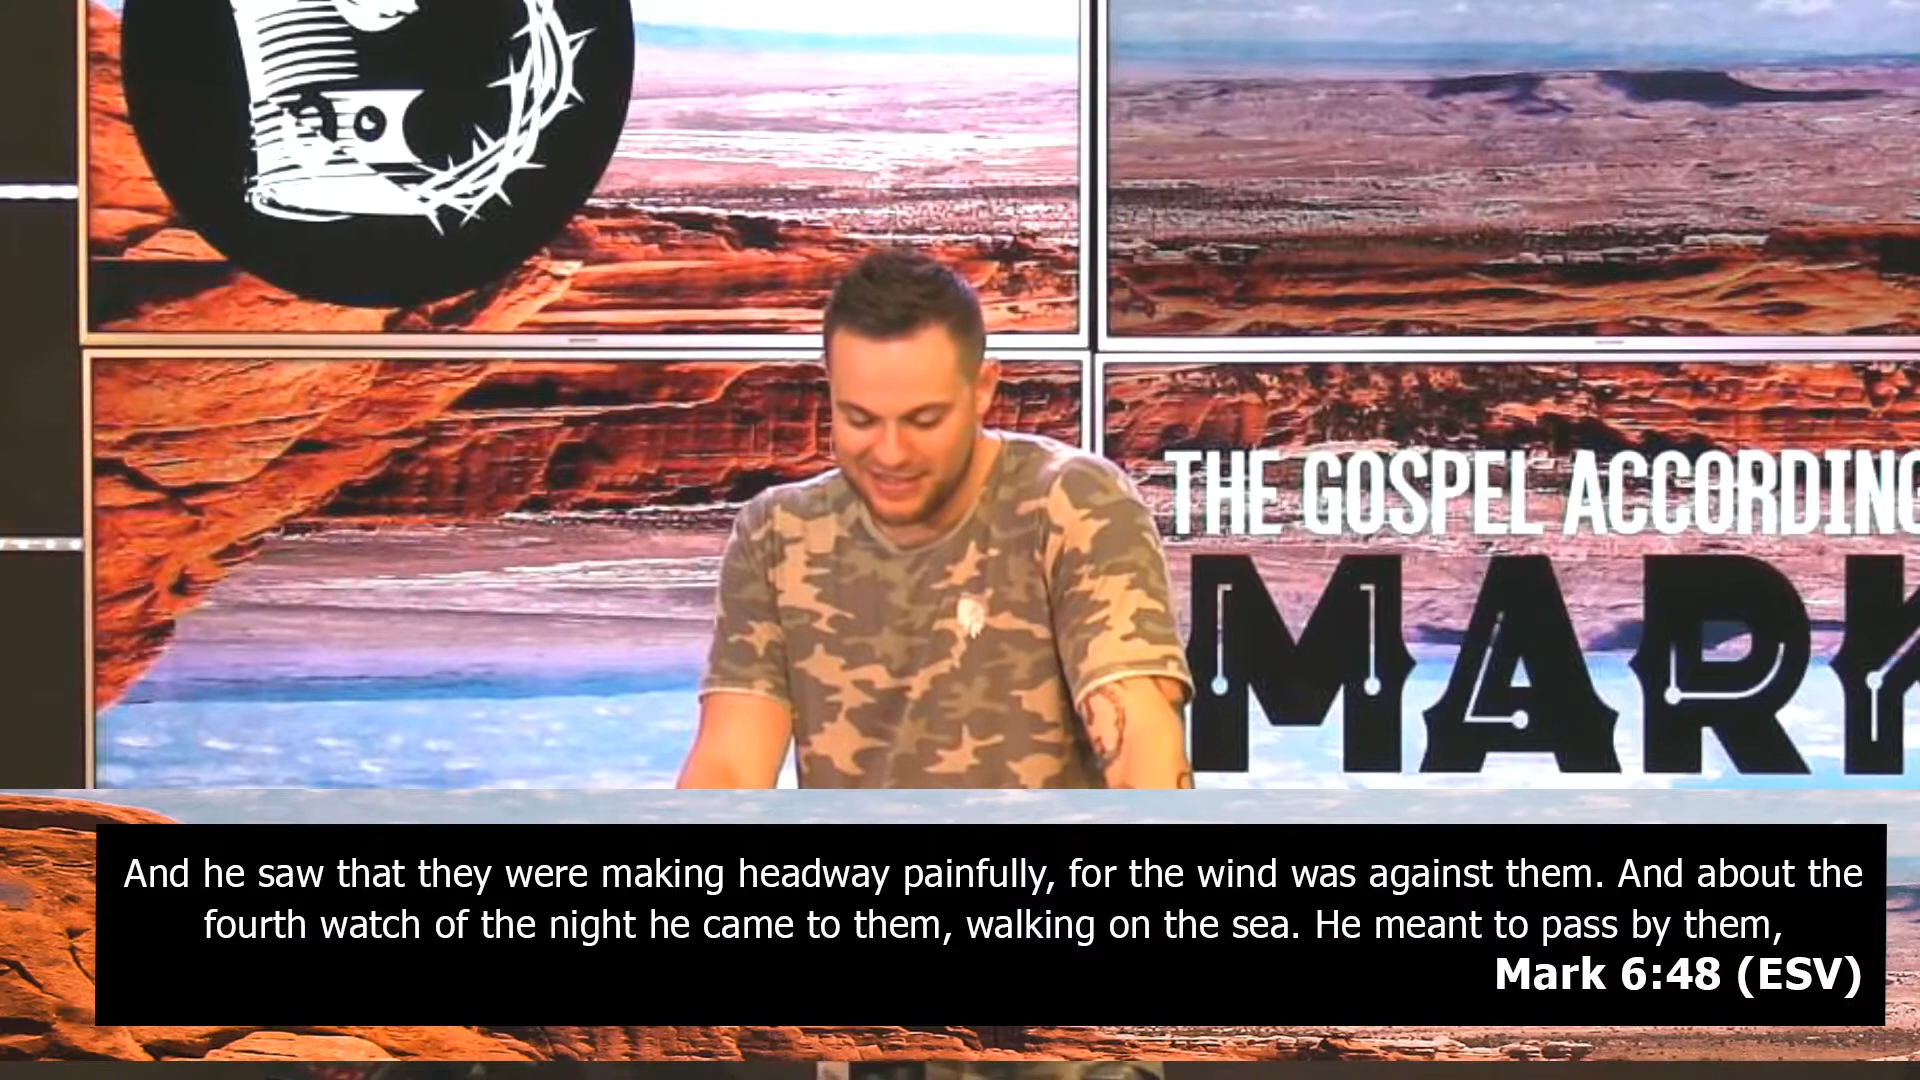 THE GOSPEL ACCORDING
MARK
And he saw that they were making headway painfully, for the wind was against them. And about the
fourth watch of the night he came to them, walking on the sea. He meant to pass by them,
Mark 6:48 (ESV)